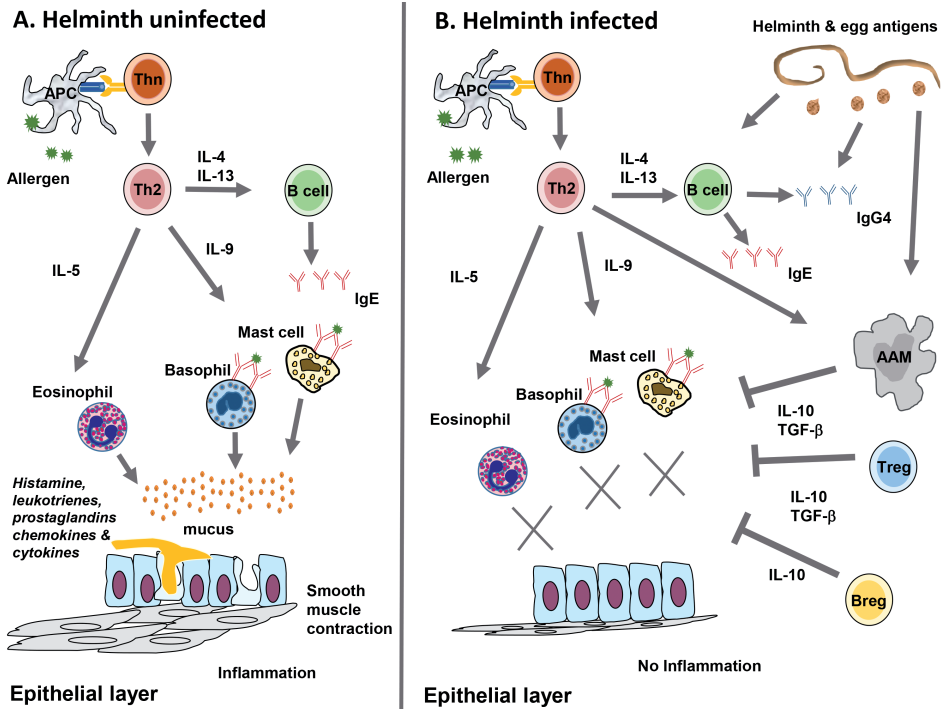 A. Helminth uninfected
APC
Thn
Allergen
Th2
IL-4
IL-13
B cell
IL-5
IL-9
IgE
Mast cell
Basophil
Eosinophil
Histamine,
leukotrienes,
prostaglandins
chemokines &
cytokines
mucus
Smooth
muscle
contraction
Inflammation
Epithelial layer
B. Helminth infected
Helminth & egg antigens
APC
Thn
Allergen
Th2
IL-4
IL-13
B cell
IgG4
IL-5
IL-9
IgE
AAM
Mast cell
Basophil
Eosinophil
IL-10
TGF-β
Treg
IL-10
TGF-β
IL-10
Breg
No Inflammation
Epithelial layer